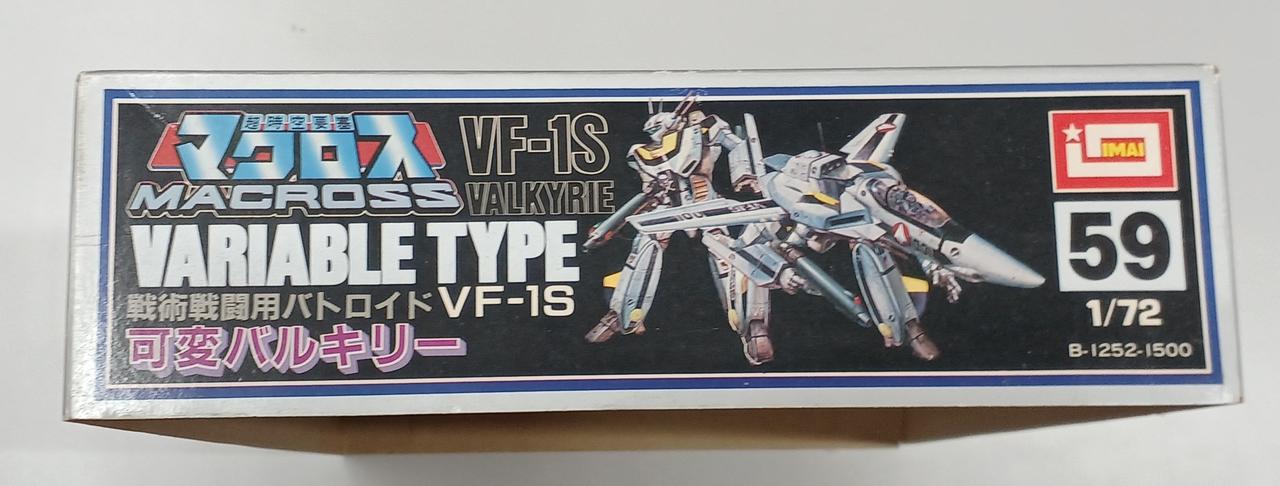 超時空要塞
マクロス
MACROSS
VF-1S
VALKYRIE
VARIABLE TYPE
戦術戦闘用バトロイドVF-1S
可変バルキリー
IMAI
59
1/72
B-1252-1500